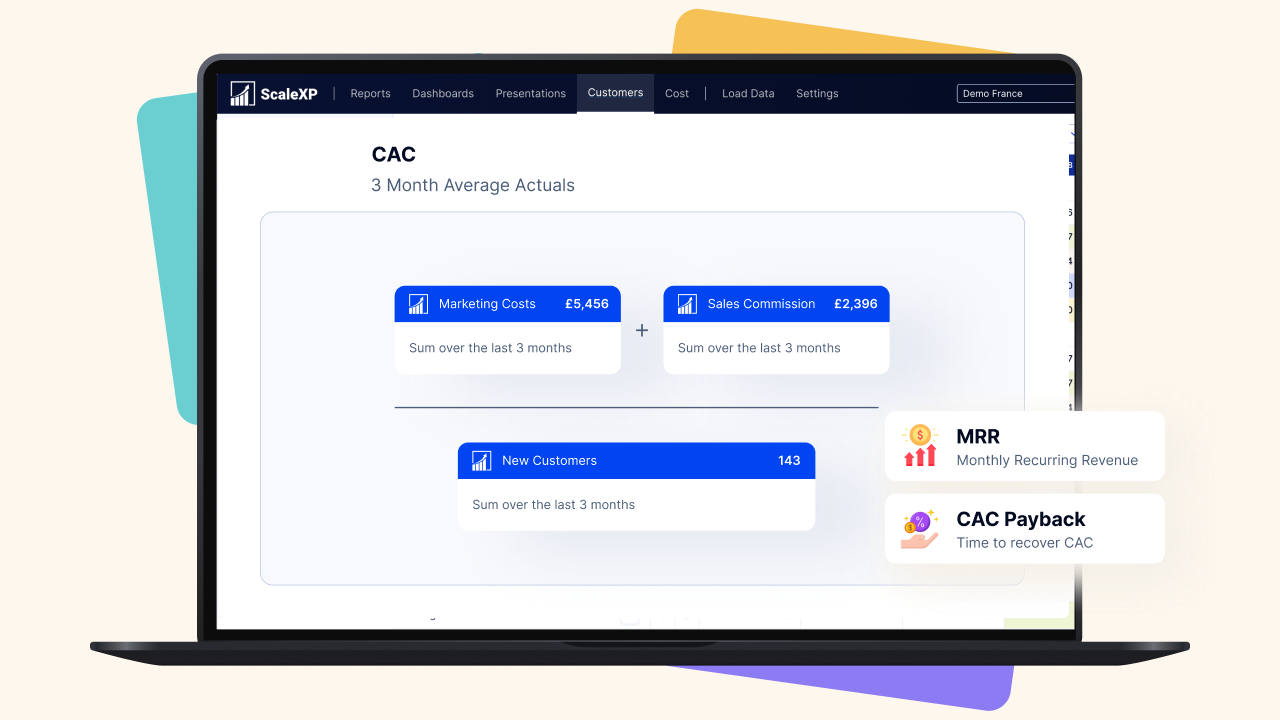 ScaleXP | Reports Dashboards Presentations Customers Cost | Load Data Settings Demo France
CAC
3 Month Average Actuals
Marketing Costs £5,456
Sum over the last 3 months
+
Sales Commission £2,396
Sum over the last 3 months
New Customers 143
Sum over the last 3 months
MRR
Monthly Recurring Revenue
CAC Payback
Time to recover CAC